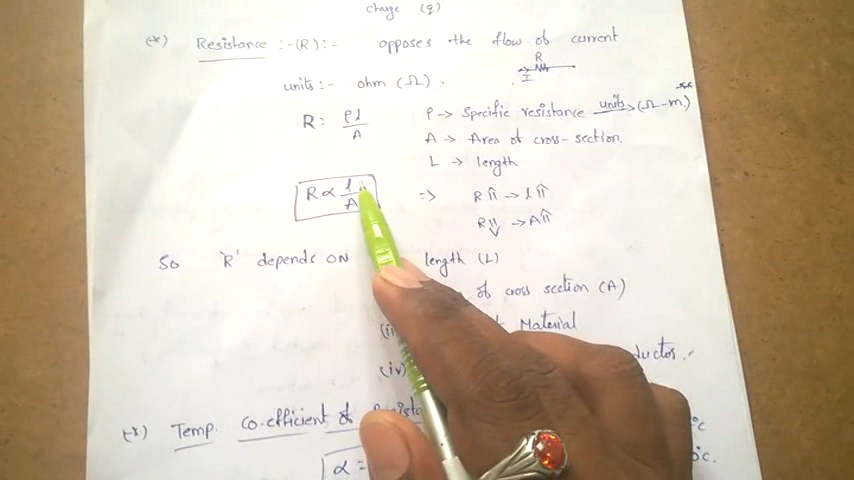 charge (q)
(*) Resistance :-(R):- opposes the flow of current
R
I
units:- ohm (Ω).
R: ρl/A
ρ → Specific resistance units → (Ω-m)
A → Area of cross-section.
L → length
R ∝ l/A
=> R⇑ → l⇑
R⇓ → A⇑
So 'R' depends ON length (L)
of cross section (A)
Material
(iv)
(*) Temp. Co-efficient of
α =